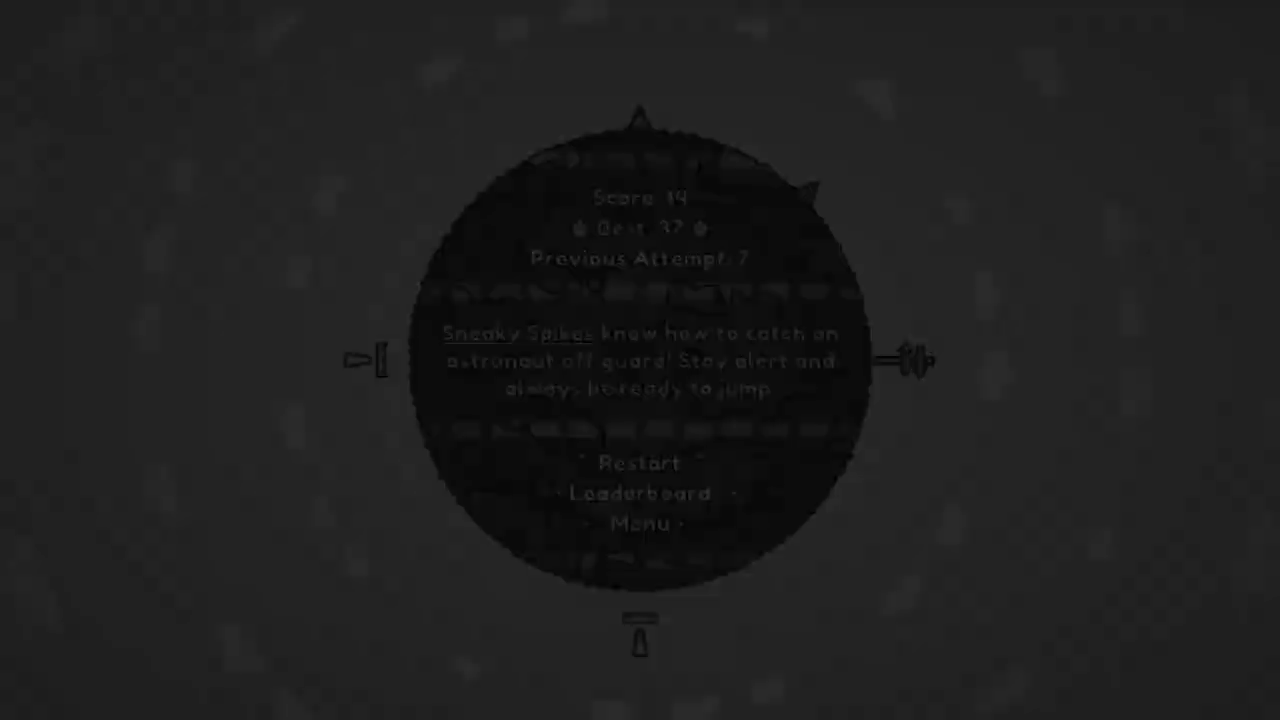 Score: 14
Best: 37
Previous Attempt: 7
Sneaky Spikes know how to catch an
astronaut off guard! Stay alert and
always be ready to jump
Restart
Leaderboard
Menu